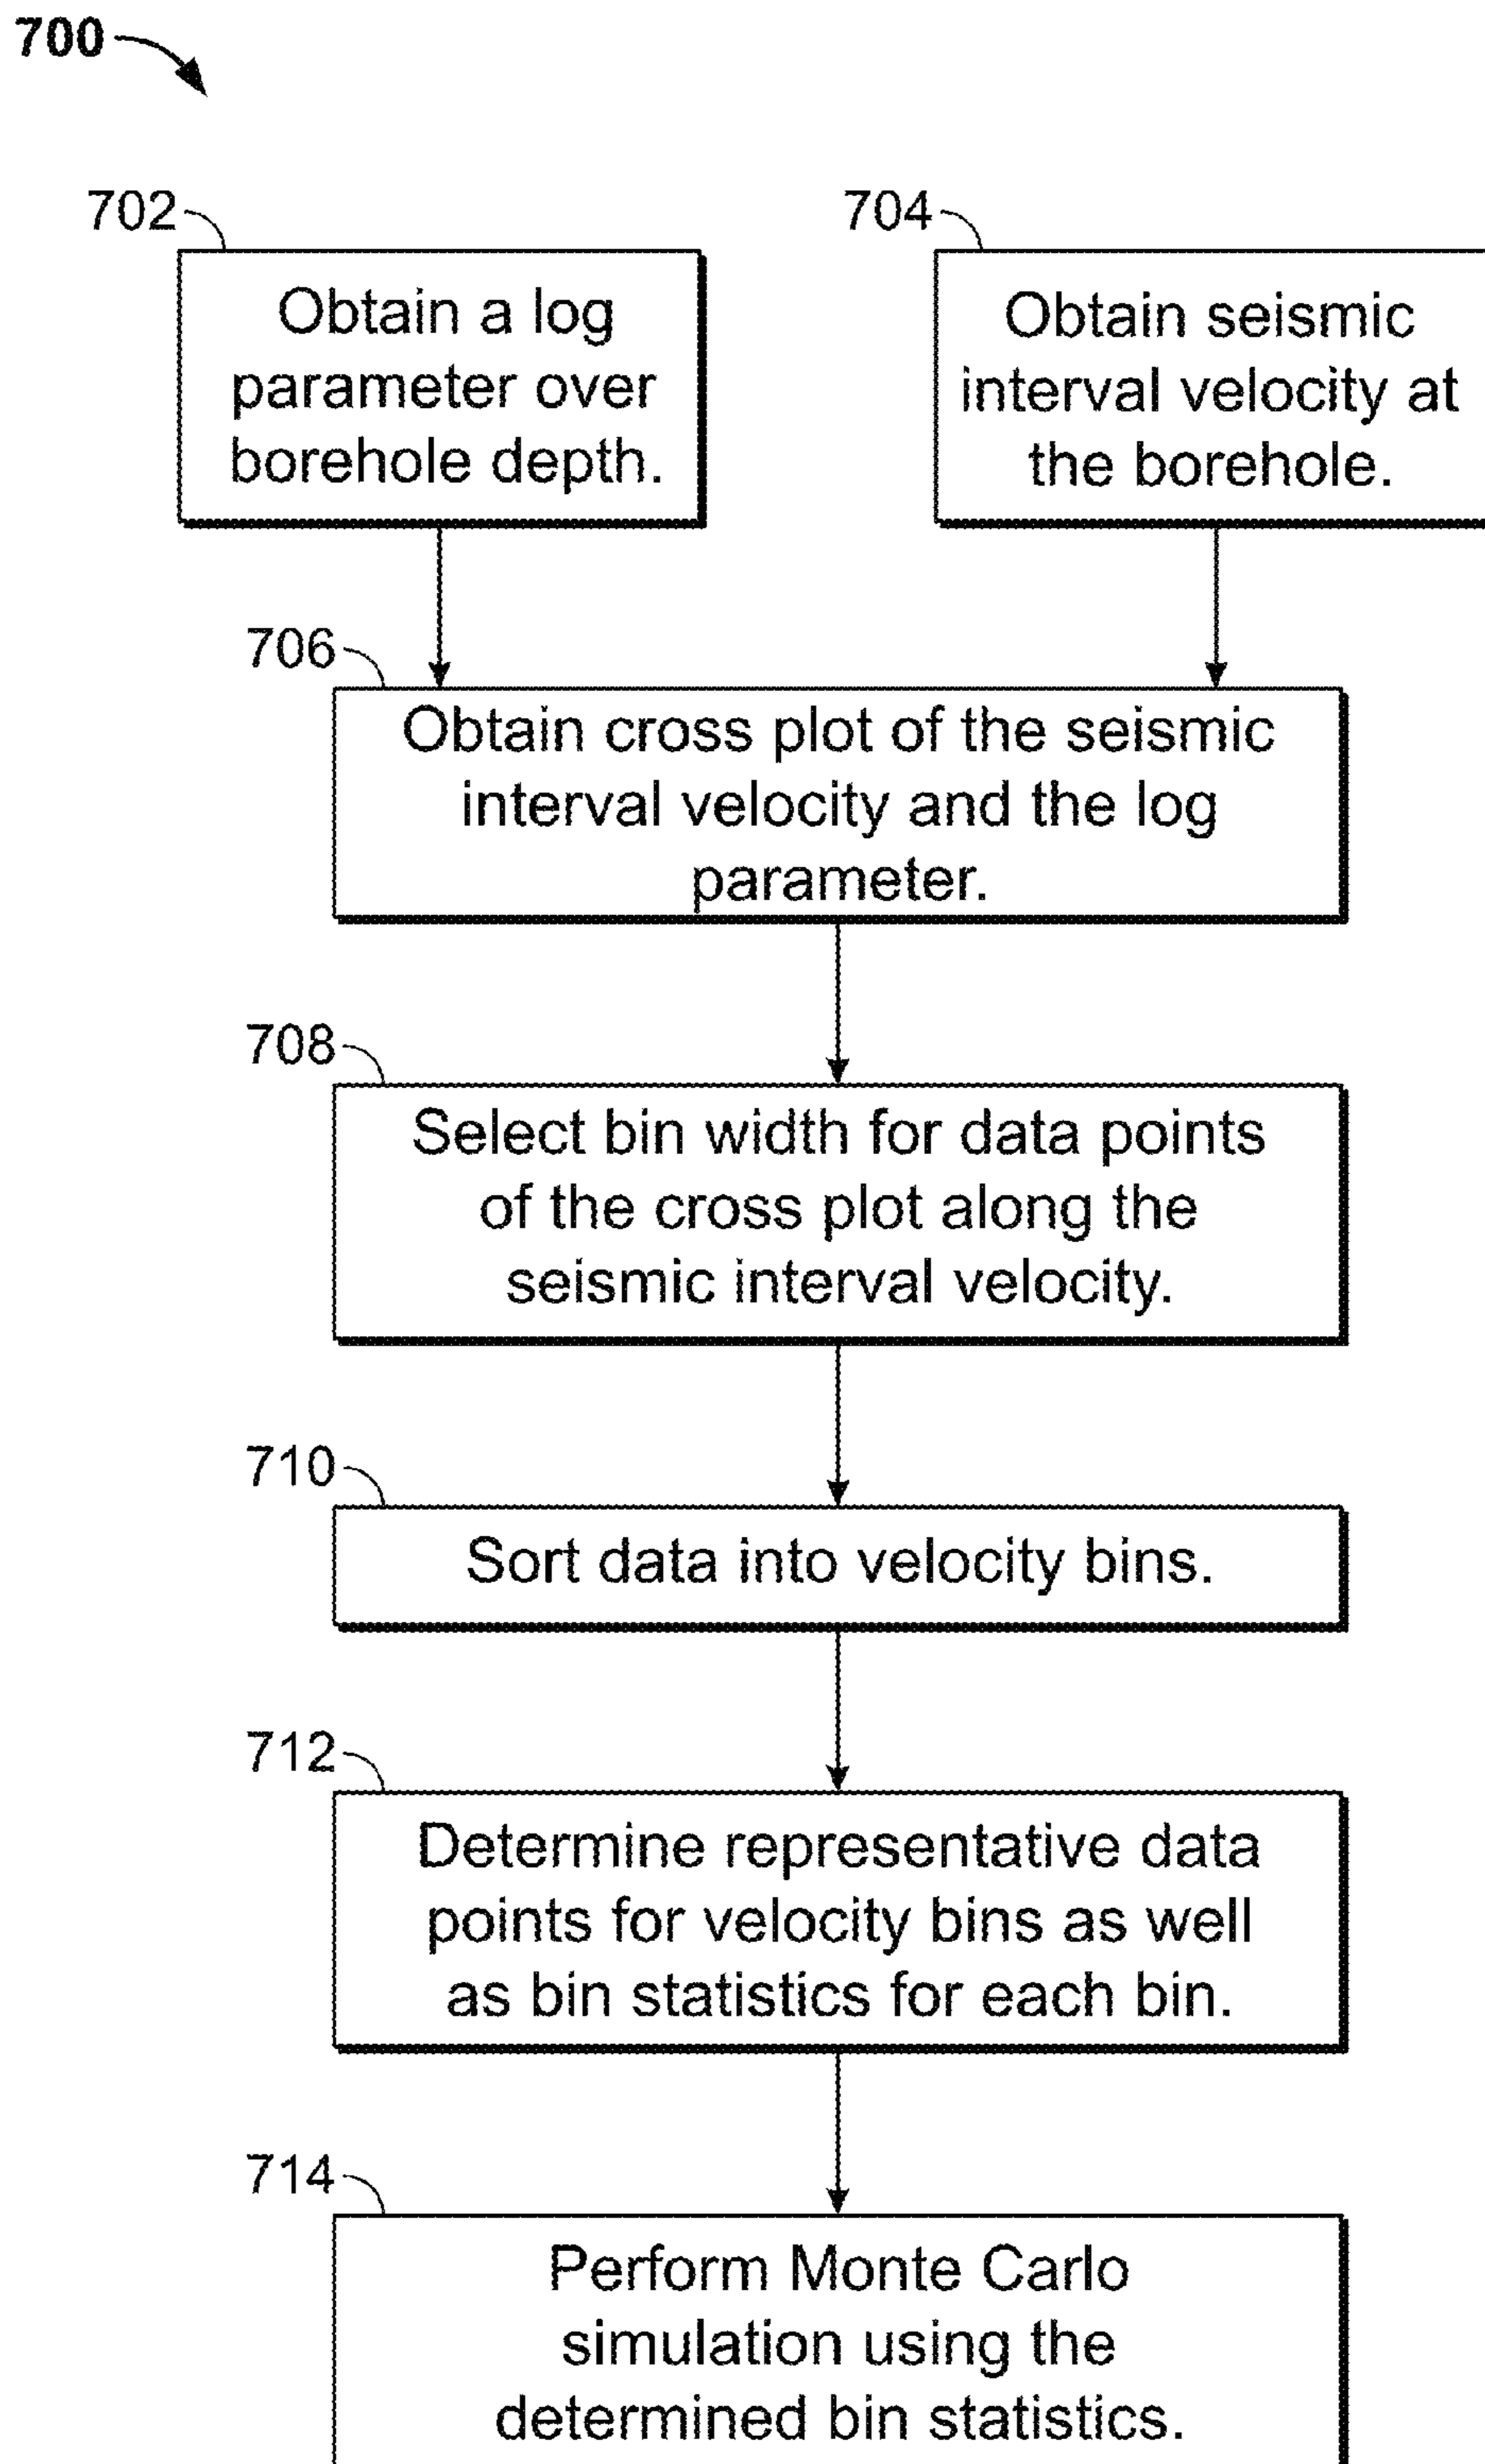 700
702
Obtain a log
parameter over
borehole depth.
704
Obtain seismic
interval velocity at
the borehole.
706
Obtain cross plot of the seismic
interval velocity and the log
parameter.
708
Select bin width for data points
of the cross plot along the
seismic interval velocity.
710
Sort data into velocity bins.
712
Determine representative data
points for velocity bins as well
as bin statistics for each bin.
714
Perform Monte Carlo
simulation using the
determined bin statistics.